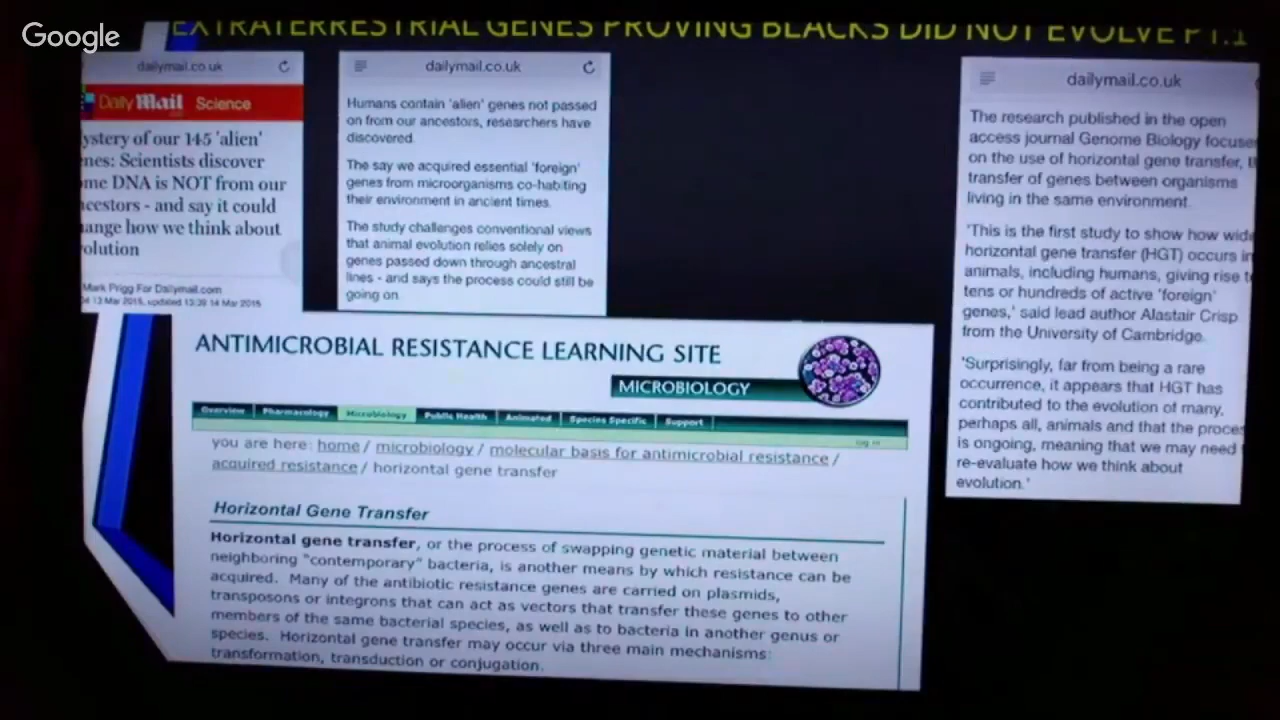 Google
EXTRATERRESTRIAL GENES PROVING BLACKS DID NOT EVOLVE PT.1
dailymail.co.uk
Daily Mail Science
ystery of our 145 'alien'
nes: Scientists discover
me DNA is NOT from our
cestors - and say it could
ange how we think about
olution
Mark Prigg For Dailymail.com
13 Mar 2015, updated 13:39 14 Mar 2015
dailymail.co.uk
Humans contain 'alien' genes not passed
on from our ancestors, researchers have
discovered.
The say we acquired essential 'foreign'
genes from microorganisms co-habiting
their environment in ancient times.
The study challenges conventional views
that animal evolution relies solely on
genes passed down through ancestral
lines - and says the process could still be
going on.
dailymail.co.uk
The research published in the open
access journal Genome Biology focuse
on the use of horizontal gene transfer, t
transfer of genes between organisms
living in the same environment.
'This is the first study to show how wide
horizontal gene transfer (HGT) occurs in
animals, including humans, giving rise t
tens or hundreds of active 'foreign'
genes,' said lead author Alastair Crisp
from the University of Cambridge.
'Surprisingly, far from being a rare
occurrence, it appears that HGT has
contributed to the evolution of many,
perhaps all, animals and that the proce
is ongoing, meaning that we may need
re-evaluate how we think about
evolution.'
ANTIMICROBIAL RESISTANCE LEARNING SITE
MICROBIOLOGY
Overview Pharmacology Microbiology Public Health Animated Species Specific Support
log in
you are here: home / microbiology / molecular basis for antimicrobial resistance /
acquired resistance / horizontal gene transfer
Horizontal Gene Transfer
Horizontal gene transfer, or the process of swapping genetic material between
neighboring "contemporary" bacteria, is another means by which resistance can be
acquired. Many of the antibiotic resistance genes are carried on plasmids,
transposons or integrons that can act as vectors that transfer these genes to other
members of the same bacterial species, as well as to bacteria in another genus or
species. Horizontal gene transfer may occur via three main mechanisms:
transformation, transduction or conjugation.